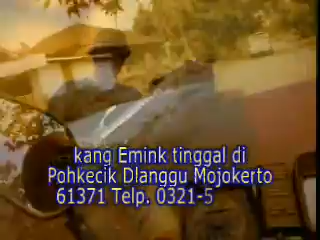 kang Emink tinggal di
Pohkecik Dlanggu Mojokerto
61371 Telp. 0321-5